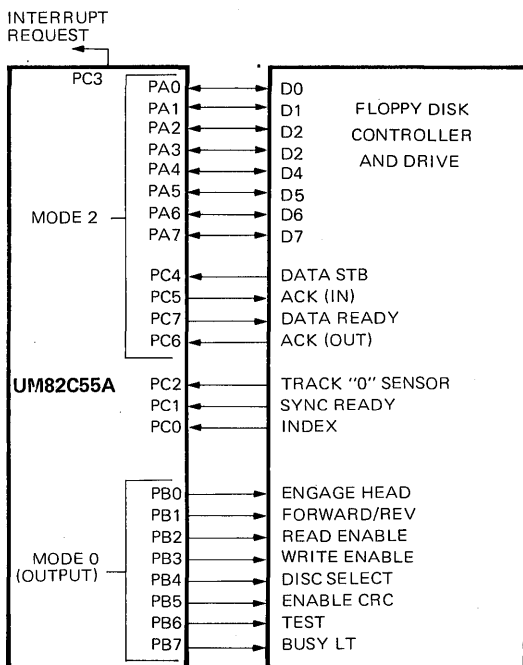 INTERRUPT
REQUEST
PC3
PA0 D0
PA1 D1 FLOPPY DISK
PA2 D2 CONTROLLER
PA3 D2 AND DRIVE
PA4 D4
PA5 D5
MODE 2 PA6 D6
PA7 D7
PC4 DATA STB
PC5 ACK (IN)
PC7 DATA READY
PC6 ACK (OUT)
UM82C55A PC2 TRACK "0" SENSOR
PC1 SYNC READY
PC0 INDEX
PB0 ENGAGE HEAD
PB1 FORWARD/REV
PB2 READ ENABLE
MODE 0 PB3 WRITE ENABLE
(OUTPUT) PB4 DISC SELECT
PB5 ENABLE CRC
PB6 TEST
PB7 BUSY LT